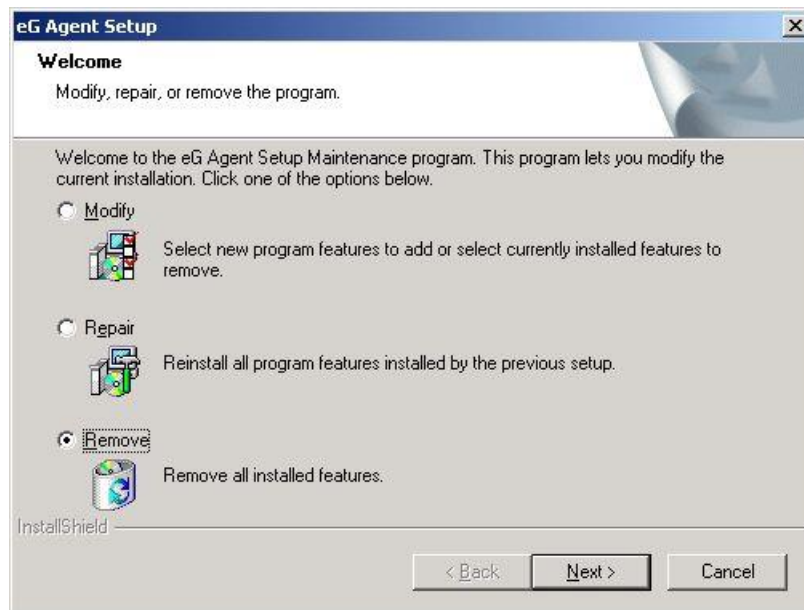 eG Agent Setup
Welcome
Modify, repair, or remove the program.
Welcome to the eG Agent Setup Maintenance program. This program lets you modify the
current installation. Click one of the options below.
Modify
Select new program features to add or select currently installed features to
remove.
Repair
Reinstall all program features installed by the previous setup.
Remove
Remove all installed features.
InstallShield
< Back
Next >
Cancel